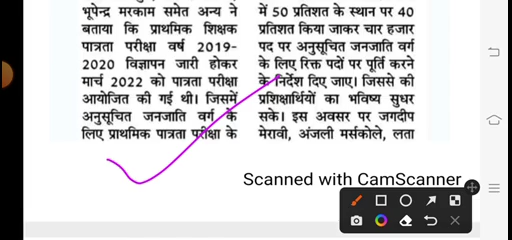 भूपेन्द्र मरकाम समेत अन्य ने
बताया कि प्राथमिक शिक्षक
पात्रता परीक्षा वर्ष 2019-
2020 विज्ञापन जारी होकर
मार्च 2022 को पात्रता परीक्षा
आयोजित की गई थी। जिसमें
अनुसूचित जनजाति वर्ग के
लिए प्राथमिक पात्रता परीक्षा के
में 50 प्रतिशत के स्थान पर 40
प्रतिशत किया जाकर चार हजार
पद पर अनुसूचित जनजाति वर्ग
के लिए रिक्त पदों पर पूर्ति करने
के निर्देश दिए जाए। जिससे की
प्रशिक्षार्थियों का भविष्य सुधर
सके। इस अवसर पर जगदीप
मेरावी, अंजली मर्सकोले, लता
Scanned with CamScanner